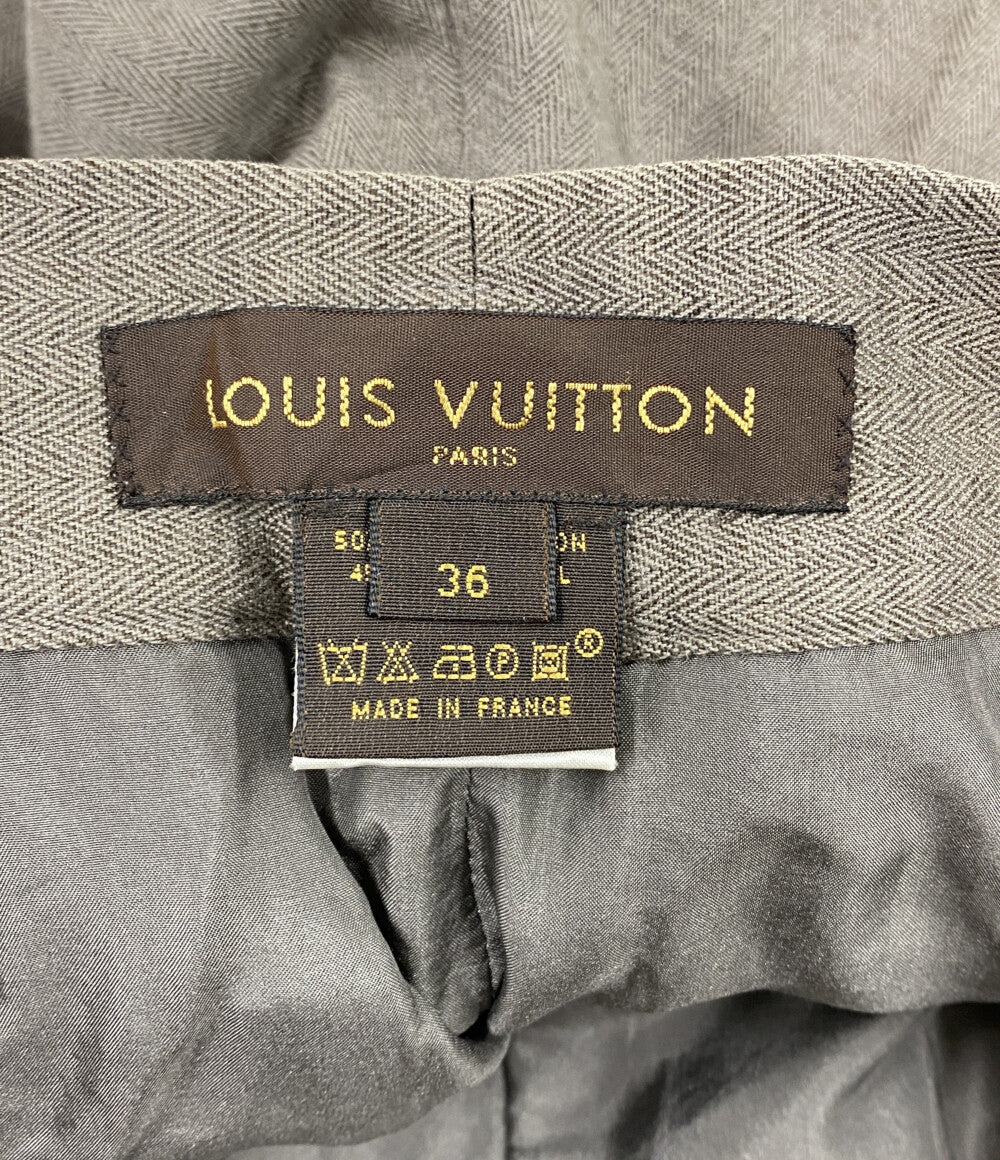 LOUIS VUITTON
PARIS
36
P ®
MADE IN FRANCE